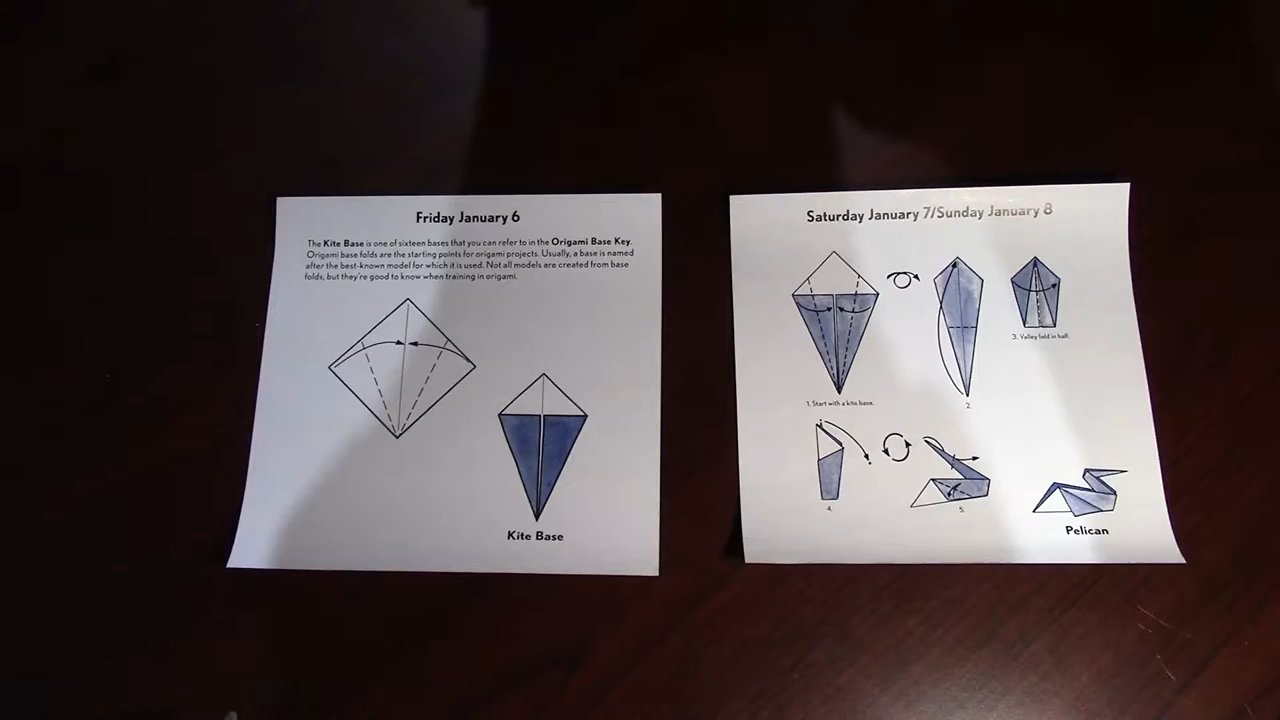 Friday January 6
The Kite Base is one of sixteen bases that you can refer to in the Origami Base Key.
Origami base folds are the starting points for origami projects. Usually, a base is named
after the best-known model for which it is used. Not all models are created from base
folds, but they're good to know when training in origami.
Kite Base
Saturday January 7/Sunday January 8
1. Start with a kite base.
2.
3. Valley fold in half.
4.
5.
Pelican